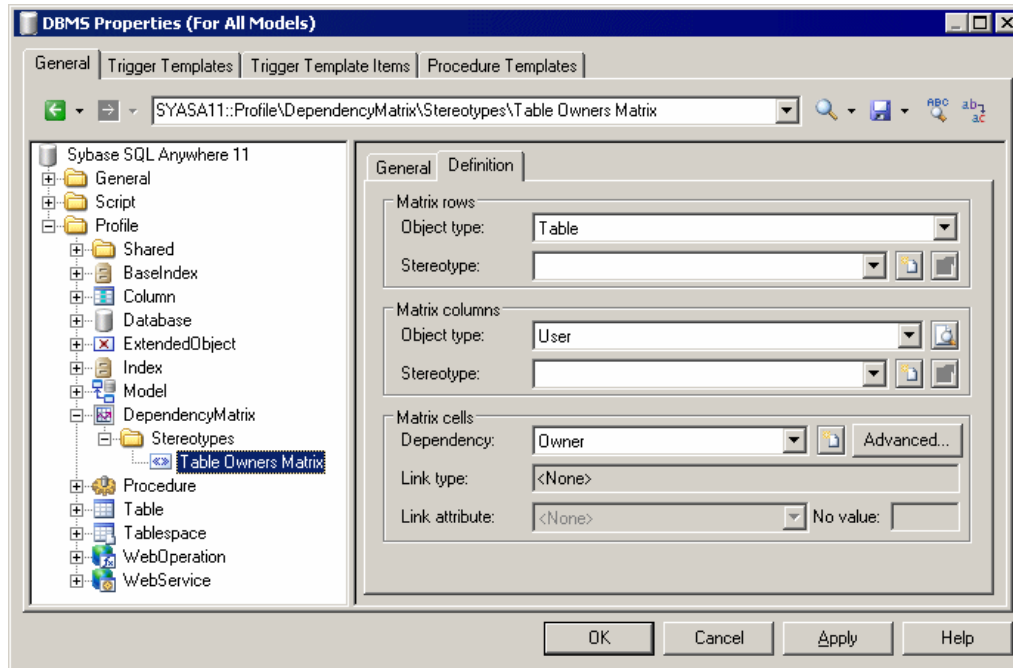 DBMS Properties (For All Models)
General Trigger Templates Trigger Template Items Procedure Templates
SYASA11::Profile\DependencyMatrix\Stereotypes\Table Owners Matrix
ABC
ab
ac
Sybase SQL Anywhere 11
General
Script
Profile
Shared
BaseIndex
Column
Database
ExtendedObject
Index
Model
DependencyMatrix
Stereotypes
Table Owners Matrix
Procedure
Table
Tablespace
WebOperation
WebService
General Definition
Matrix rows
Object type: Table
Stereotype:
Matrix columns
Object type: User
Stereotype:
Matrix cells
Dependency: Owner Advanced...
Link type: <None>
Link attribute: <None> No value:
OK Cancel Apply Help